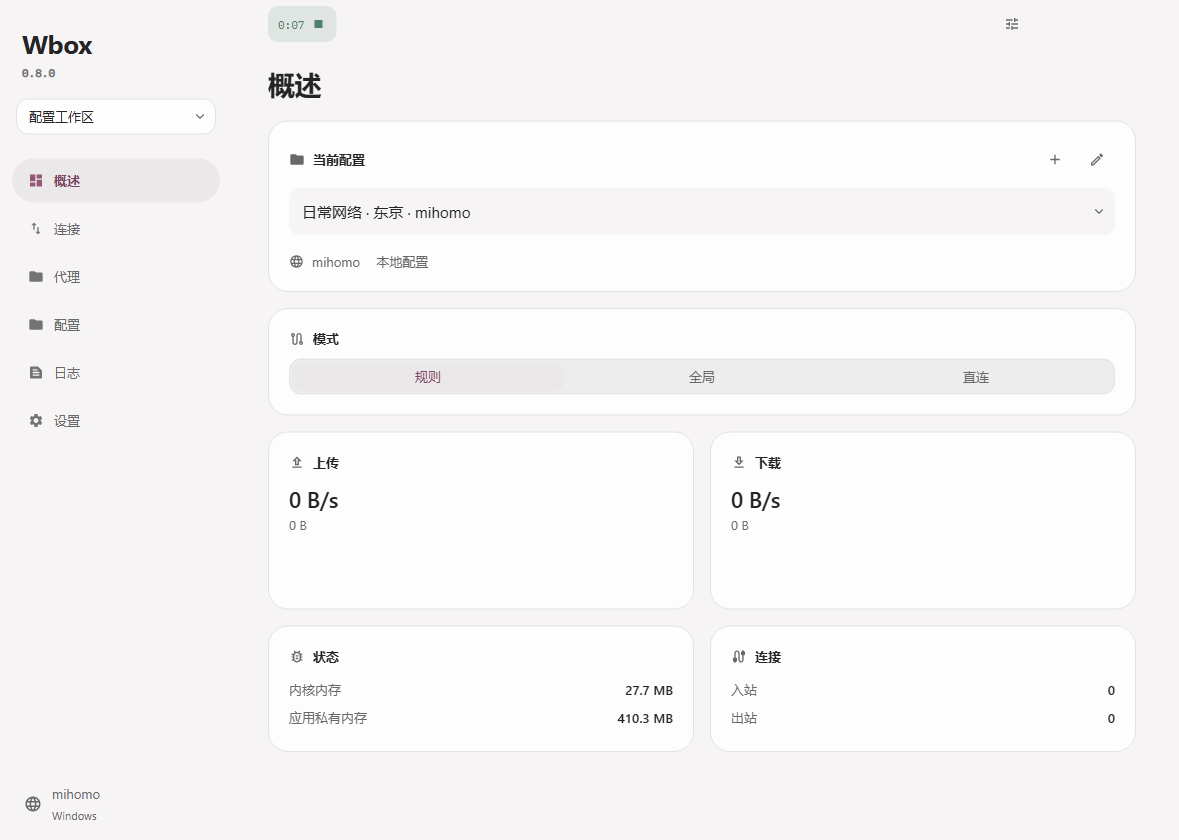 Wbox
0.8.0
配置工作区
概述
连接
代理
配置
日志
设置
mihomo
Windows
0:07
概述
当前配置
日常网络 · 东京 · mihomo
mihomo 本地配置
模式
规则 全局 直连
上传
0 B/s
0 B
下载
0 B/s
0 B
状态
内核内存 27.7 MB
应用私有内存 410.3 MB
连接
入站 0
出站 0